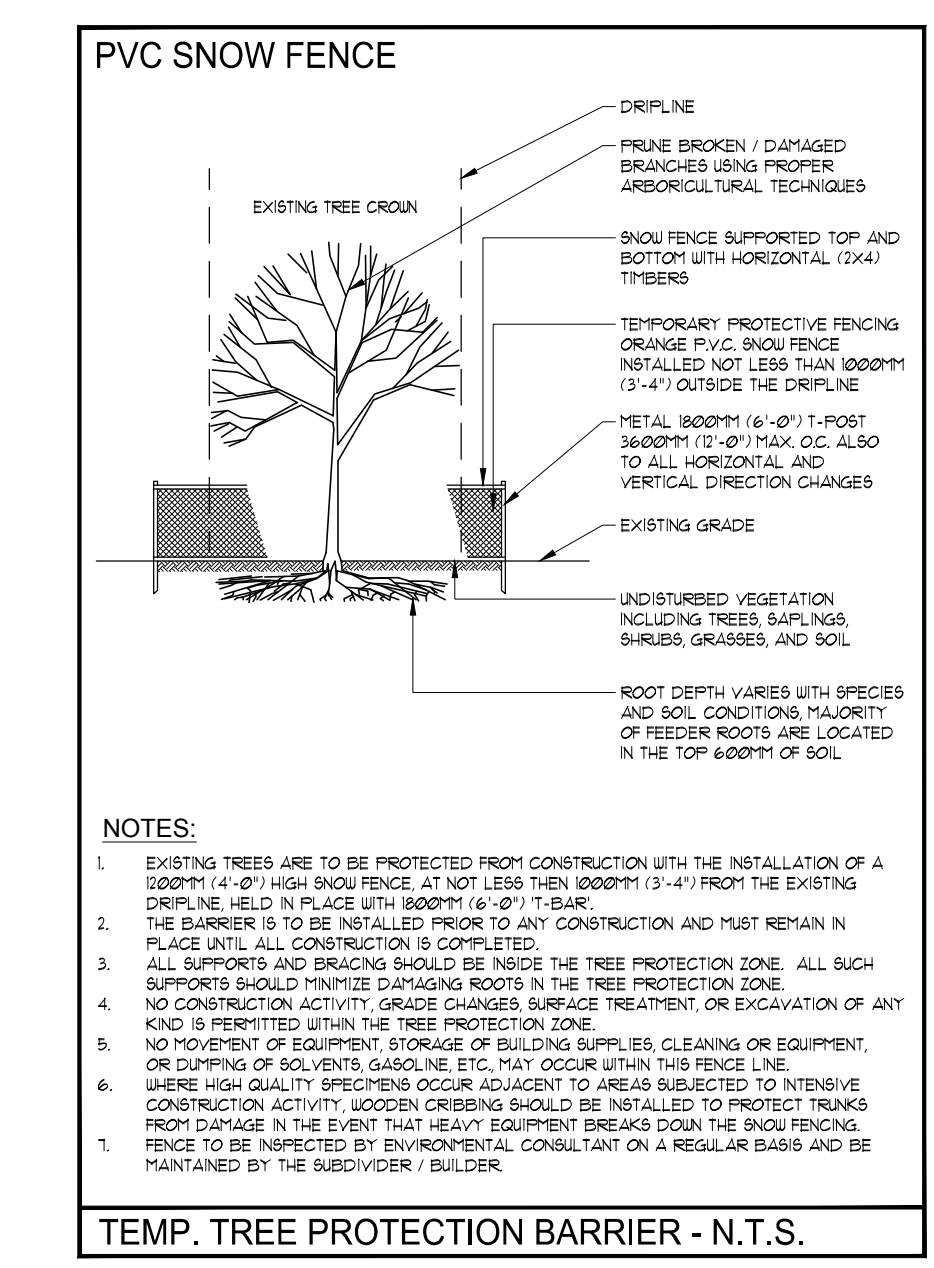 PVC SNOW FENCE
DRIPLINE
PRUNE BROKEN / DAMAGED
BRANCHES USING PROPER
ARBORICULTURAL TECHNIQUES
EXISTING TREE CROWN
SNOW FENCE SUPPORTED TOP AND
BOTTOM WITH HORIZONTAL (2X4)
TIMBERS
TEMPORARY PROTECTIVE FENCING
ORANGE P.V.C. SNOW FENCE
INSTALLED NOT LESS THAN 1000MM
(3'-4") OUTSIDE THE DRIPLINE
METAL 1800MM (6'-0") T-POST
3600MM (12'-0") MAX. O.C. ALSO
TO ALL HORIZONTAL AND
VERTICAL DIRECTION CHANGES
EXISTING GRADE
UNDISTURBED VEGETATION
INCLUDING TREES, SAPLINGS,
SHRUBS, GRASSES, AND SOIL
ROOT DEPTH VARIES WITH SPECIES
AND SOIL CONDITIONS, MAJORITY
OF FEEDER ROOTS ARE LOCATED
IN THE TOP 600MM OF SOIL
NOTES:
1. EXISTING TREES ARE TO BE PROTECTED FROM CONSTRUCTION WITH THE INSTALLATION OF A
1200MM (4'-0") HIGH SNOW FENCE, AT NOT LESS THEN 1000MM (3'-4") FROM THE EXISTING
DRIPLINE, HELD IN PLACE WITH 1800MM (6'-0") 'T-BAR'.
2. THE BARRIER IS TO BE INSTALLED PRIOR TO ANY CONSTRUCTION AND MUST REMAIN IN
PLACE UNTIL ALL CONSTRUCTION IS COMPLETED.
3. ALL SUPPORTS AND BRACING SHOULD BE INSIDE THE TREE PROTECTION ZONE. ALL SUCH
SUPPORTS SHOULD MINIMIZE DAMAGING ROOTS IN THE TREE PROTECTION ZONE.
4. NO CONSTRUCTION ACTIVITY, GRADE CHANGES, SURFACE TREATMENT, OR EXCAVATION OF ANY
KIND IS PERMITTED WITHIN THE TREE PROTECTION ZONE.
5. NO MOVEMENT OF EQUIPMENT, STORAGE OF BUILDING SUPPLIES, CLEANING OR EQUIPMENT,
OR DUMPING OF SOLVENTS, GASOLINE, ETC., MAY OCCUR WITHIN THIS FENCE LINE.
6. WHERE HIGH QUALITY SPECIMENS OCCUR ADJACENT TO AREAS SUBJECTED TO INTENSIVE
CONSTRUCTION ACTIVITY, WOODEN CRIBBING SHOULD BE INSTALLED TO PROTECT TRUNKS
FROM DAMAGE IN THE EVENT THAT HEAVY EQUIPMENT BREAKS DOWN THE SNOW FENCING.
7. FENCE TO BE INSPECTED BY ENVIRONMENTAL CONSULTANT ON A REGULAR BASIS AND BE
MAINTAINED BY THE SUBDIVIDER / BUILDER.
TEMP. TREE PROTECTION BARRIER - N.T.S.